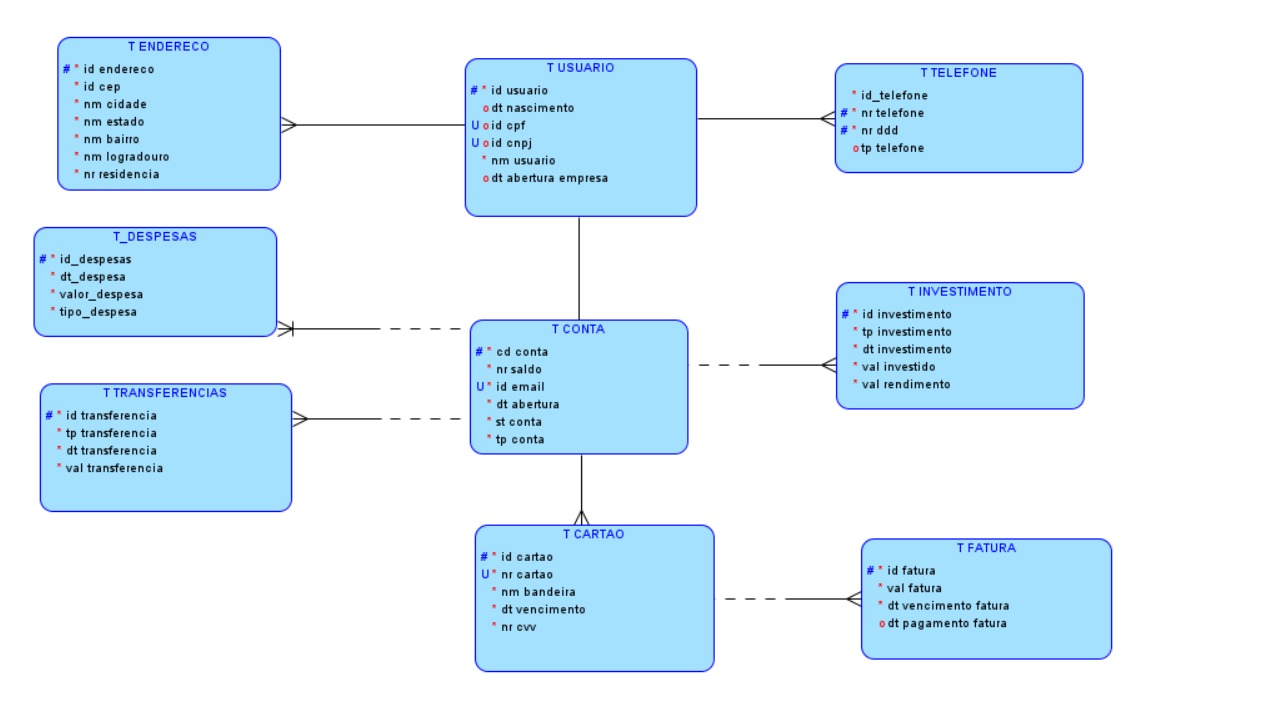 T ENDERECO
# * id endereco
* id cep
* nm cidade
* nm estado
* nm bairro
* nm logradouro
* nr residencia
T USUARIO
# * id usuario
o dt nascimento
U o id cpf
U o id cnpj
* nm usuario
o dt abertura empresa
T TELEFONE
* id_telefone
# * nr telefone
# * nr ddd
o tp telefone
T_DESPESAS
# * id_despesas
* dt_despesa
* valor_despesa
* tipo_despesa
T CONTA
# * cd conta
* nr saldo
U * id email
* dt abertura
* st conta
* tp conta
T INVESTIMENTO
# * id investimento
* tp investimento
* dt investimento
* val investido
* val rendimento
T TRANSFERENCIAS
# * id transferencia
* tp transferencia
* dt transferencia
* val transferencia
T CARTAO
# * id cartao
U * nr cartao
* nm bandeira
* dt vencimento
* nr cvv
T FATURA
# * id fatura
* val fatura
* dt vencimento fatura
o dt pagamento fatura